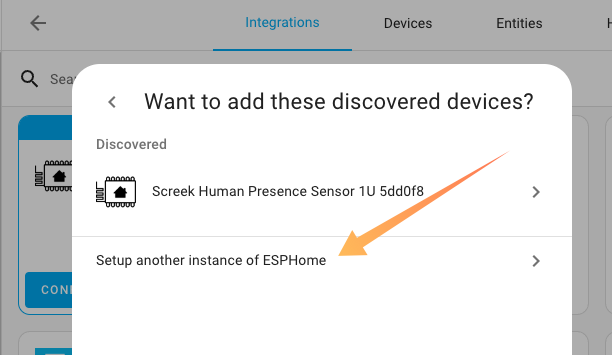 Integrations
Devices
Entities
H
Sea
Want to add these discovered devices?
Discovered
Screek Human Presence Sensor 1U 5dd0f8
Setup another instance of ESPHome
CON